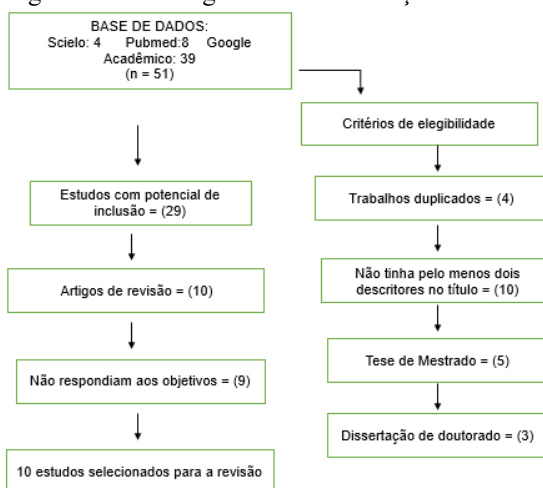 BASE DE DADOS:
Scielo: 4 Pubmed:8 Google
Acadêmico: 39
(n = 51)
Critérios de elegibilidade
Estudos com potencial de
inclusão = (29)
Trabalhos duplicados = (4)
Artigos de revisão = (10)
Não tinha pelo menos dois
descritores no título = (10)
Não respondiam aos objetivos = (9)
Tese de Mestrado = (5)
10 estudos selecionados para a revisão
Dissertação de doutorado = (3)